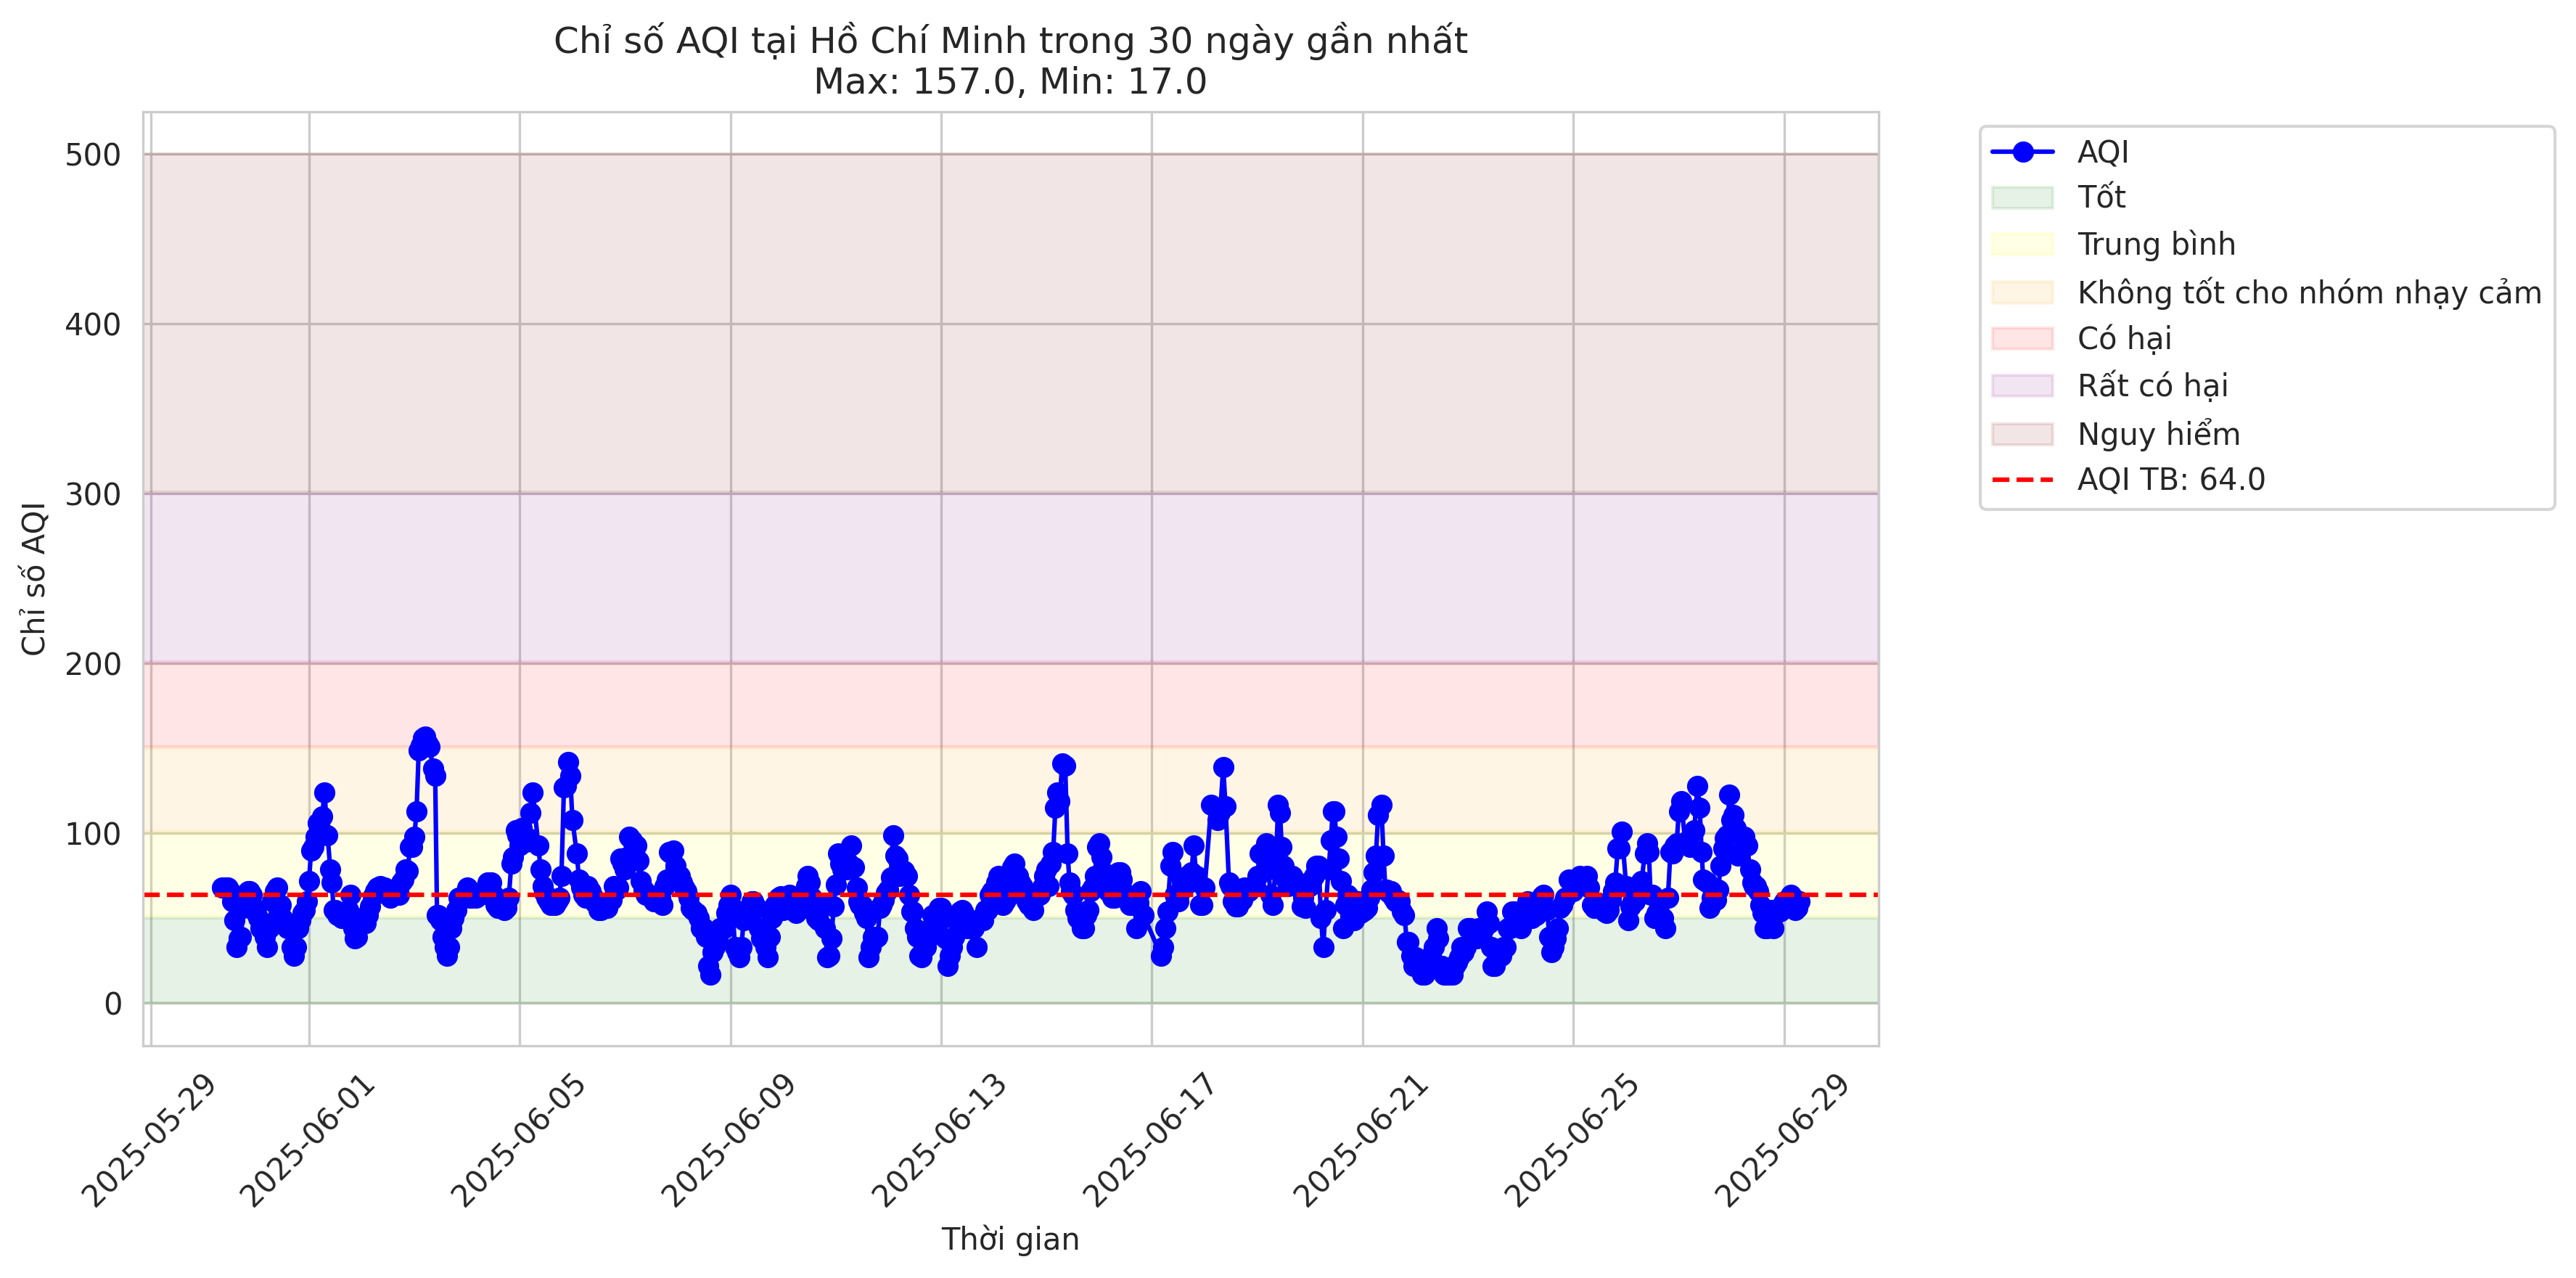 Chỉ số AQI tại Hồ Chí Minh trong 30 ngày gần nhất
Max: 157.0, Min: 17.0
Chỉ số AQI
500
400
300
200
100
0
2025-05-29
2025-06-01
2025-06-05
2025-06-09
2025-06-13
2025-06-17
2025-06-21
2025-06-25
2025-06-29
Thời gian
AQI
Tốt
Trung bình
Không tốt cho nhóm nhạy cảm
Có hại
Rất có hại
Nguy hiểm
AQI TB: 64.0